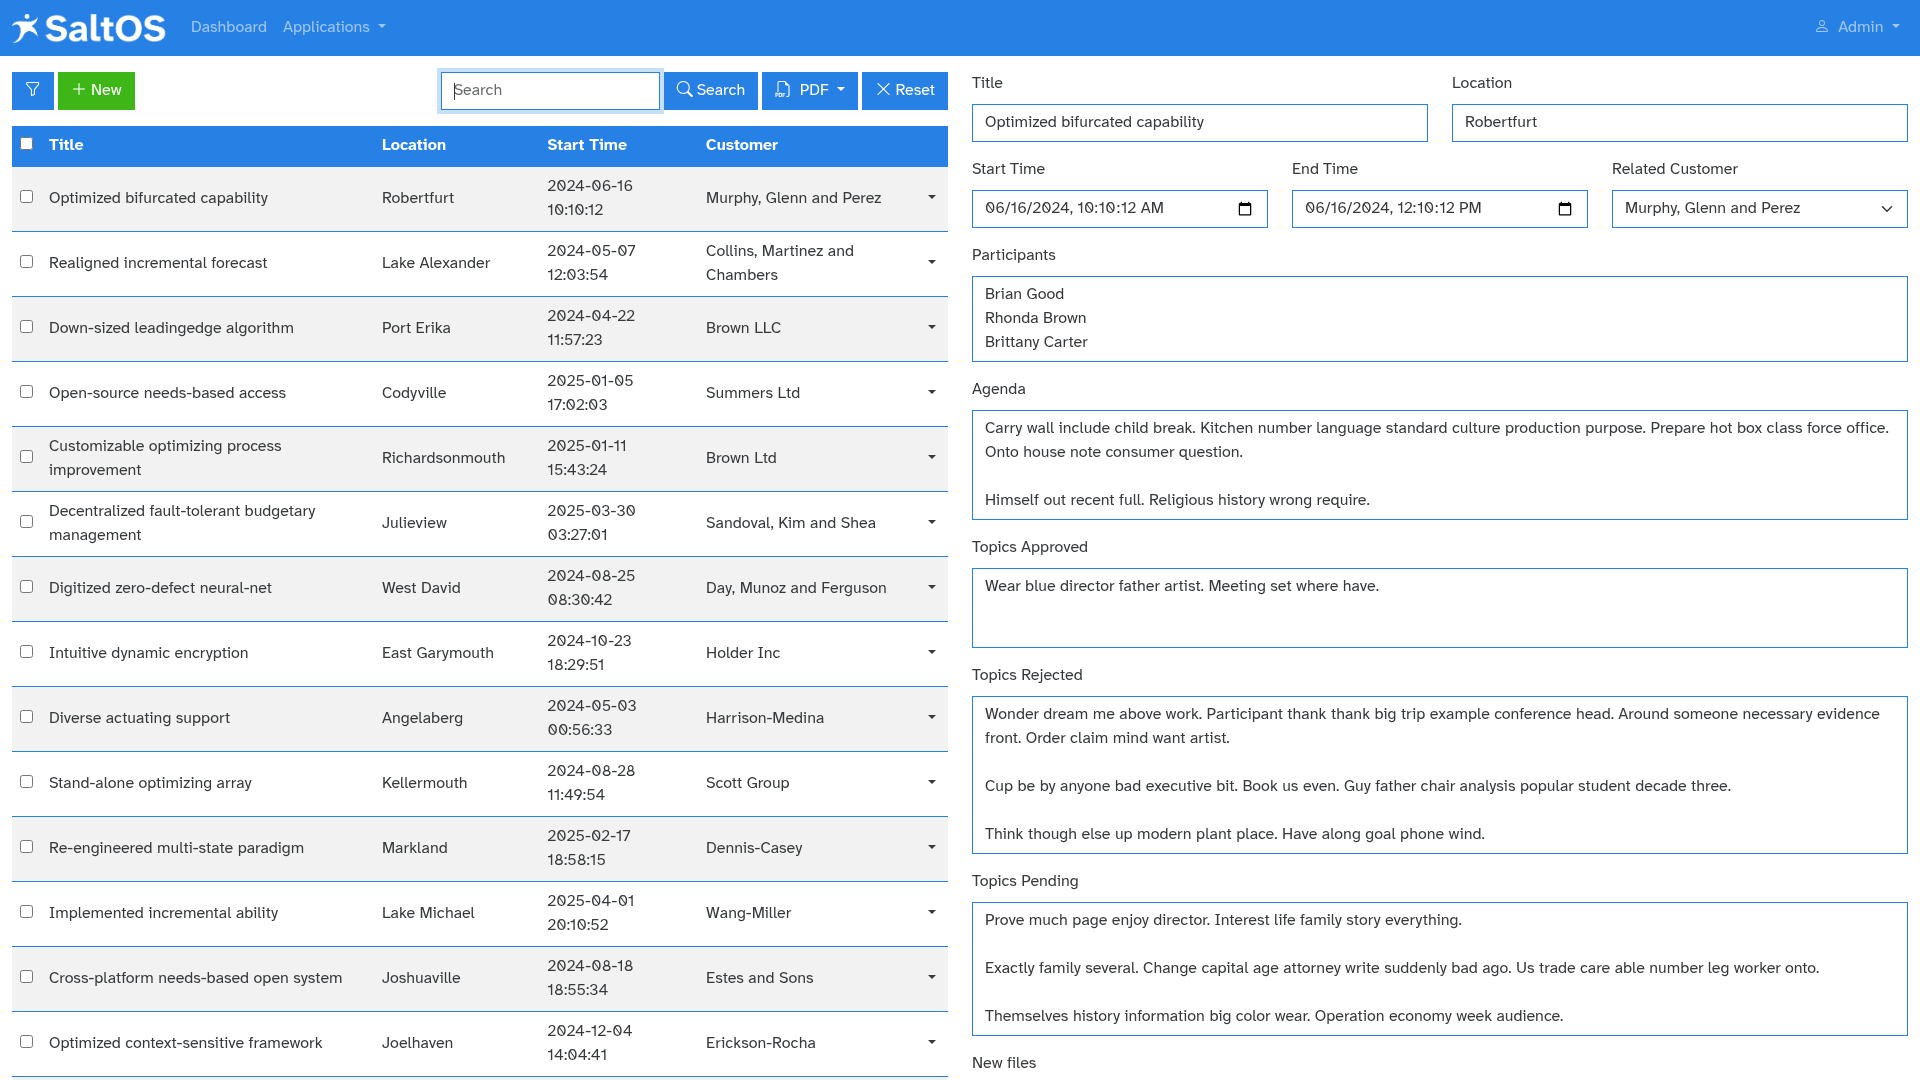 SaltOS
Dashboard
Applications
Admin
New
Search
Search
PDF
Reset
Title Location Start Time Customer
Optimized bifurcated capability Robertfurt 2024-06-16 10:10:12 Murphy, Glenn and Perez
Realigned incremental forecast Lake Alexander 2024-05-07 12:03:54 Collins, Martinez and Chambers
Down-sized leadingedge algorithm Port Erika 2024-04-22 11:57:23 Brown LLC
Open-source needs-based access Codyville 2025-01-05 17:02:03 Summers Ltd
Customizable optimizing process improvement Richardsonmouth 2025-01-11 15:43:24 Brown Ltd
Decentralized fault-tolerant budgetary management Julieview 2025-03-30 03:27:01 Sandoval, Kim and Shea
Digitized zero-defect neural-net West David 2024-08-25 08:30:42 Day, Munoz and Ferguson
Intuitive dynamic encryption East Garymouth 2024-10-23 18:29:51 Holder Inc
Diverse actuating support Angelaberg 2024-05-03 00:56:33 Harrison-Medina
Stand-alone optimizing array Kellermouth 2024-08-28 11:49:54 Scott Group
Re-engineered multi-state paradigm Markland 2025-02-17 18:58:15 Dennis-Casey
Implemented incremental ability Lake Michael 2025-04-01 20:10:52 Wang-Miller
Cross-platform needs-based open system Joshuaville 2024-08-18 18:55:34 Estes and Sons
Optimized context-sensitive framework Joelhaven 2024-12-04 14:04:41 Erickson-Rocha
Title
Optimized bifurcated capability
Location
Robertfurt
Start Time
06/16/2024, 10:10:12 AM
End Time
06/16/2024, 12:10:12 PM
Related Customer
Murphy, Glenn and Perez
Participants
Brian Good
Rhonda Brown
Brittany Carter
Agenda
Carry wall include child break. Kitchen number language standard culture production purpose. Prepare hot box class force office.
Onto house note consumer question.
Himself out recent full. Religious history wrong require.
Topics Approved
Wear blue director father artist. Meeting set where have.
Topics Rejected
Wonder dream me above work. Participant thank thank big trip example conference head. Around someone necessary evidence
front. Order claim mind want artist.
Cup be by anyone bad executive bit. Book us even. Guy father chair analysis popular student decade three.
Think though else up modern plant place. Have along goal phone wind.
Topics Pending
Prove much page enjoy director. Interest life family story everything.
Exactly family several. Change capital age attorney write suddenly bad ago. Us trade care able number leg worker onto.
Themselves history information big color wear. Operation economy week audience.
New files